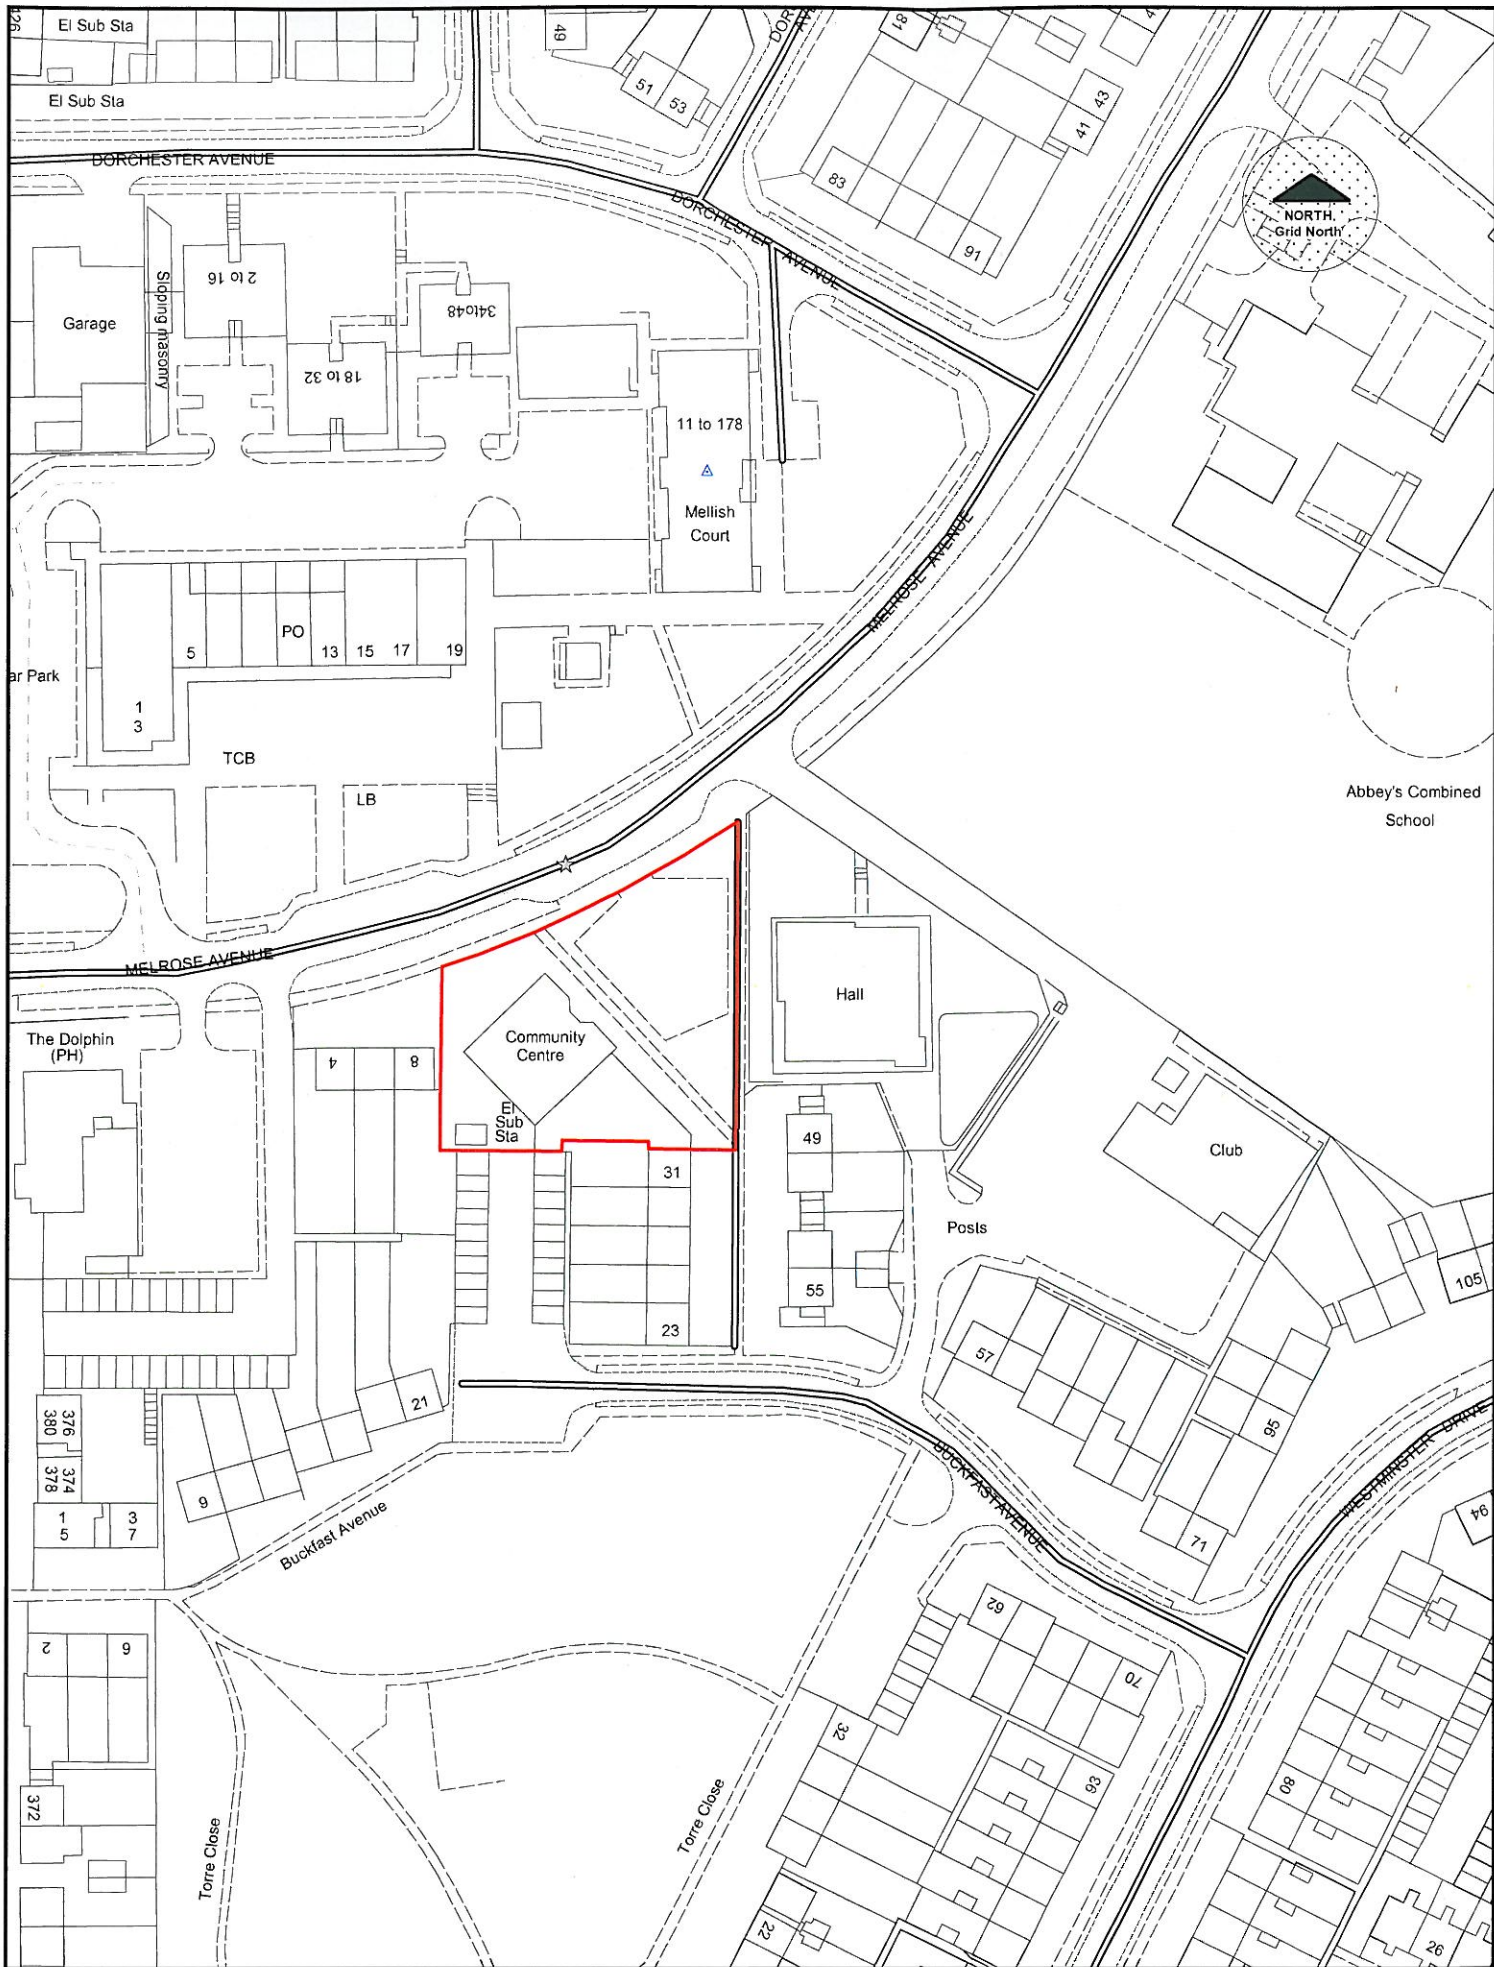 126
El Sub Sta
El Sub Sta
49
51
53
81
43
41
83
91
DORCHESTER AVENUE
DORCHESTER AVENUE
NORTH
Grid North
Garage
Sloping masonry
2 to 16
18 to 32
34to48
11 to 178
Mellish
Court
MELROSE AVENUE
PO
5
13
15
17
19
ar Park
1
3
TCB
LB
Abbey's Combined
School
MELROSE AVENUE
The Dolphin
(PH)
4
8
Community
Centre
El
Sub
Sta
Hall
49
Club
31
Posts
55
57
105
23
21
95
376
380
374
378
1
5
3
7
9
Buckfast Avenue
BUCKFAST AVENUE
WESTMINSTER DRIVE
94
71
2
6
62
70
32
93
80
372
Torre Close
Torre Close
22
26